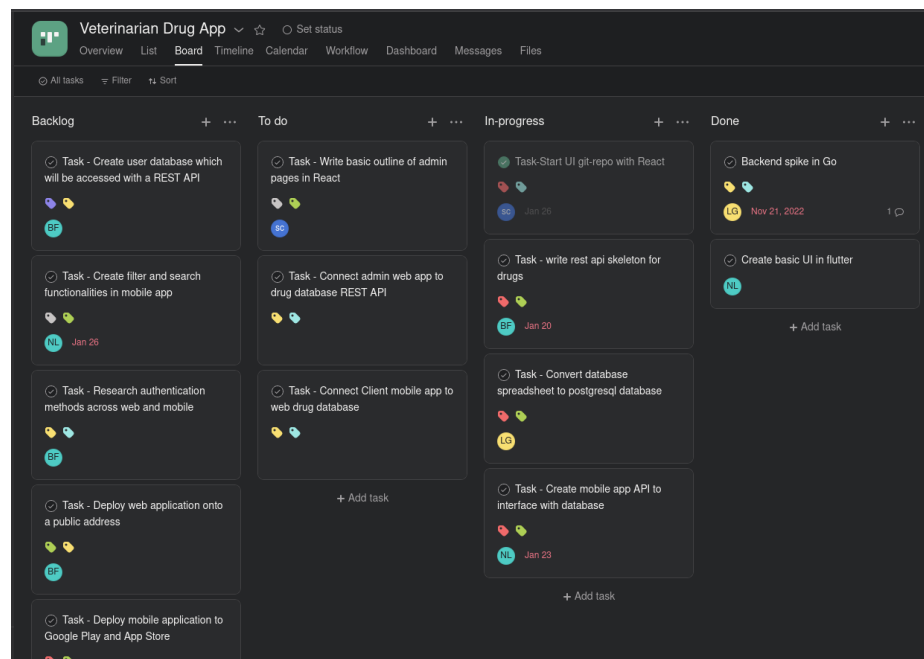 Veterinarian Drug App
Set status
Overview List Board Timeline Calendar Workflow Dashboard Messages Files
All tasks Filter Sort
Backlog
Task - Create user database which
will be accessed with a REST API
BF
Task - Create filter and search
functionalities in mobile app
NL Jan 26
Task - Research authentication
methods across web and mobile
BF
Task - Deploy web application onto
a public address
BF
Task - Deploy mobile application to
Google Play and App Store
To do
Task - Write basic outline of admin
pages in React
SC
Task - Connect admin web app to
drug database REST API
Task - Connect Client mobile app to
web drug database
+ Add task
In-progress
Task-Start UI git-repo with React
SC Jan 26
Task - write rest api skeleton for
drugs
BF Jan 20
Task - Convert database
spreadsheet to postgresql database
LG
Task - Create mobile app API to
interface with database
NL Jan 23
+ Add task
Done
Backend spike in Go
LG Nov 21, 2022 1
Create basic UI in flutter
NL
+ Add task